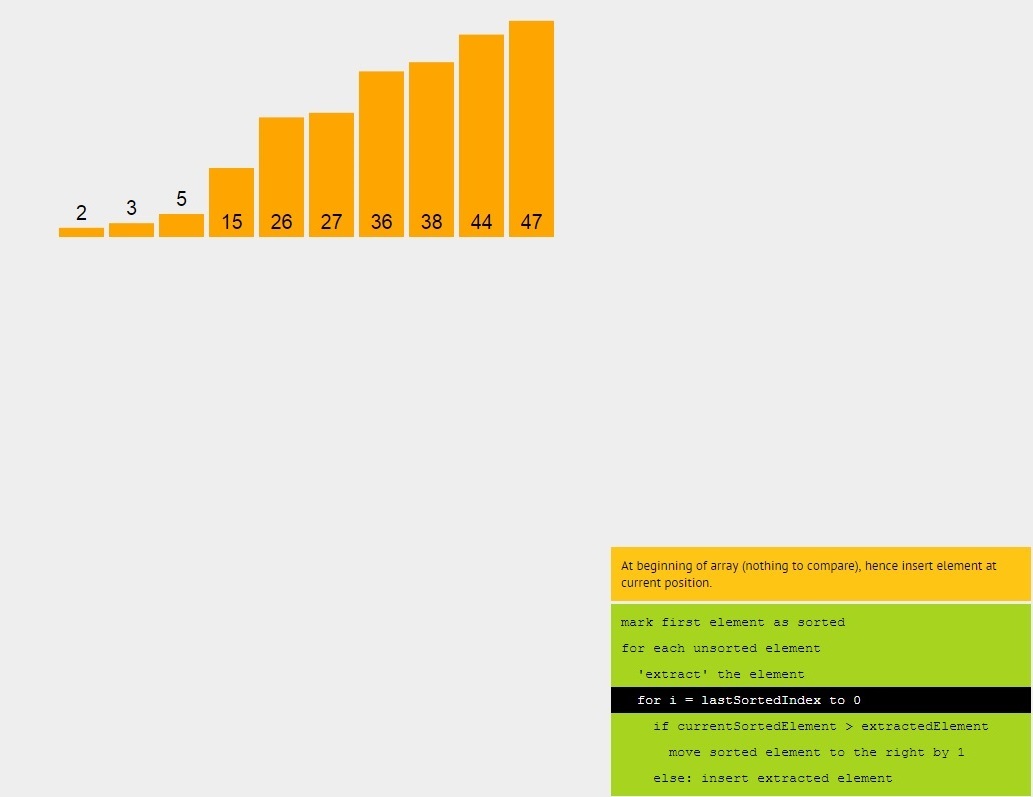 2 3 5
15 26 27 36 38 44 47
At beginning of array (nothing to compare), hence insert element at
current position.
mark first element as sorted
for each unsorted element
'extract' the element
for i = lastSortedIndex to 0
if currentSortedElement > extractedElement
move sorted element to the right by 1
else: insert extracted element